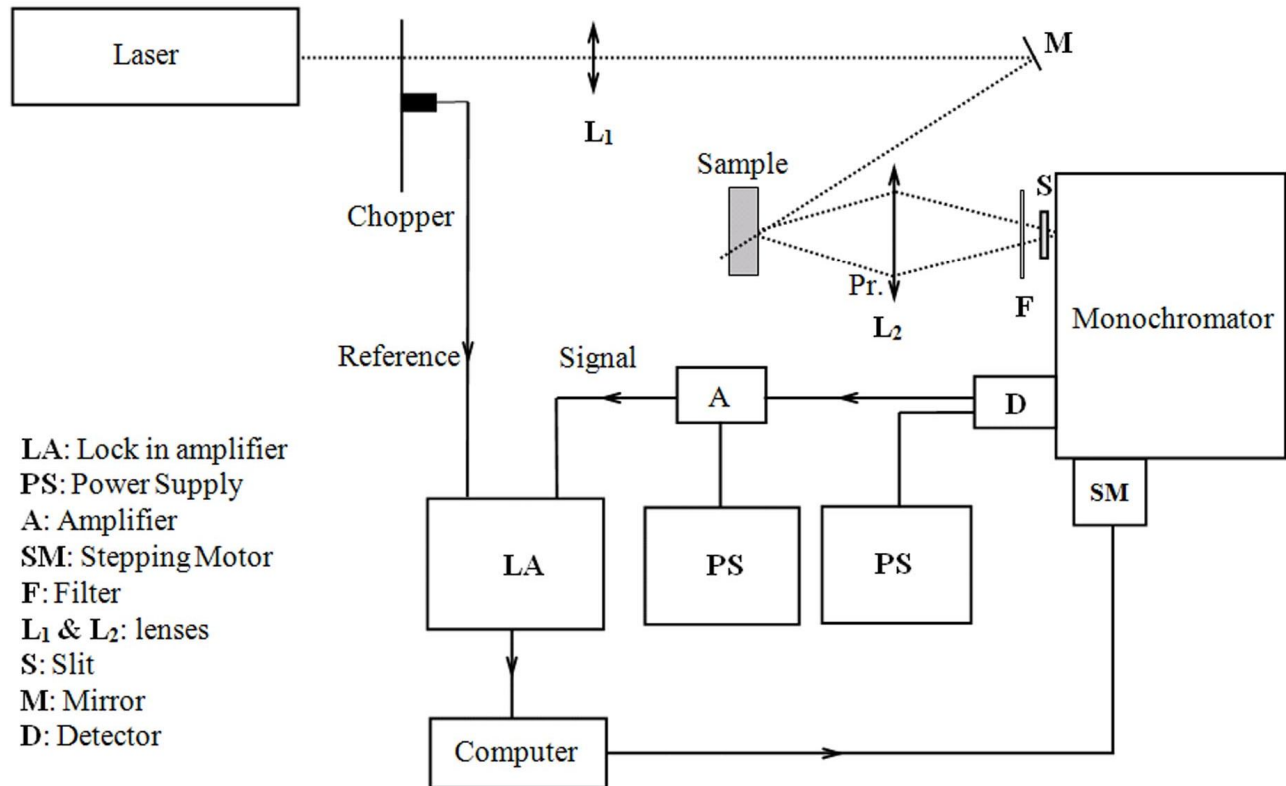 Laser
M
L₁
Sample
S
Chopper
Pr.
F
L₂
Monochromator
Reference
Signal
A
D
LA: Lock in amplifier
PS: Power Supply
A: Amplifier
SM: Stepping Motor
F: Filter
L₁ & L₂: lenses
S: Slit
M: Mirror
D: Detector
SM
LA
PS
PS
Computer